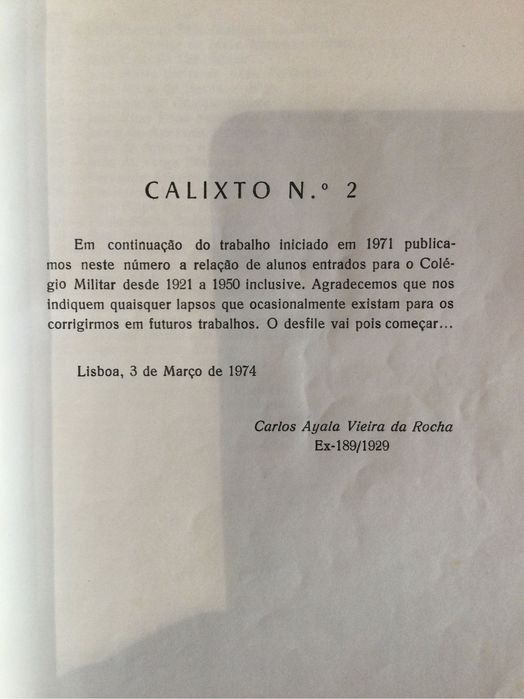 CALIXTO N.º 2
Em continuação do trabalho iniciado em 1971 publica-
mos neste número a relação de alunos entrados para o Colé-
gio Militar desde 1921 a 1950 inclusive. Agradecemos que nos
indiquem quaisquer lapsos que ocasionalmente existam para os
corrigirmos em futuros trabalhos. O desfile vai pois começar...
Lisboa, 3 de Março de 1974
Carlos Ayala Vieira da Rocha
Ex-189/1929